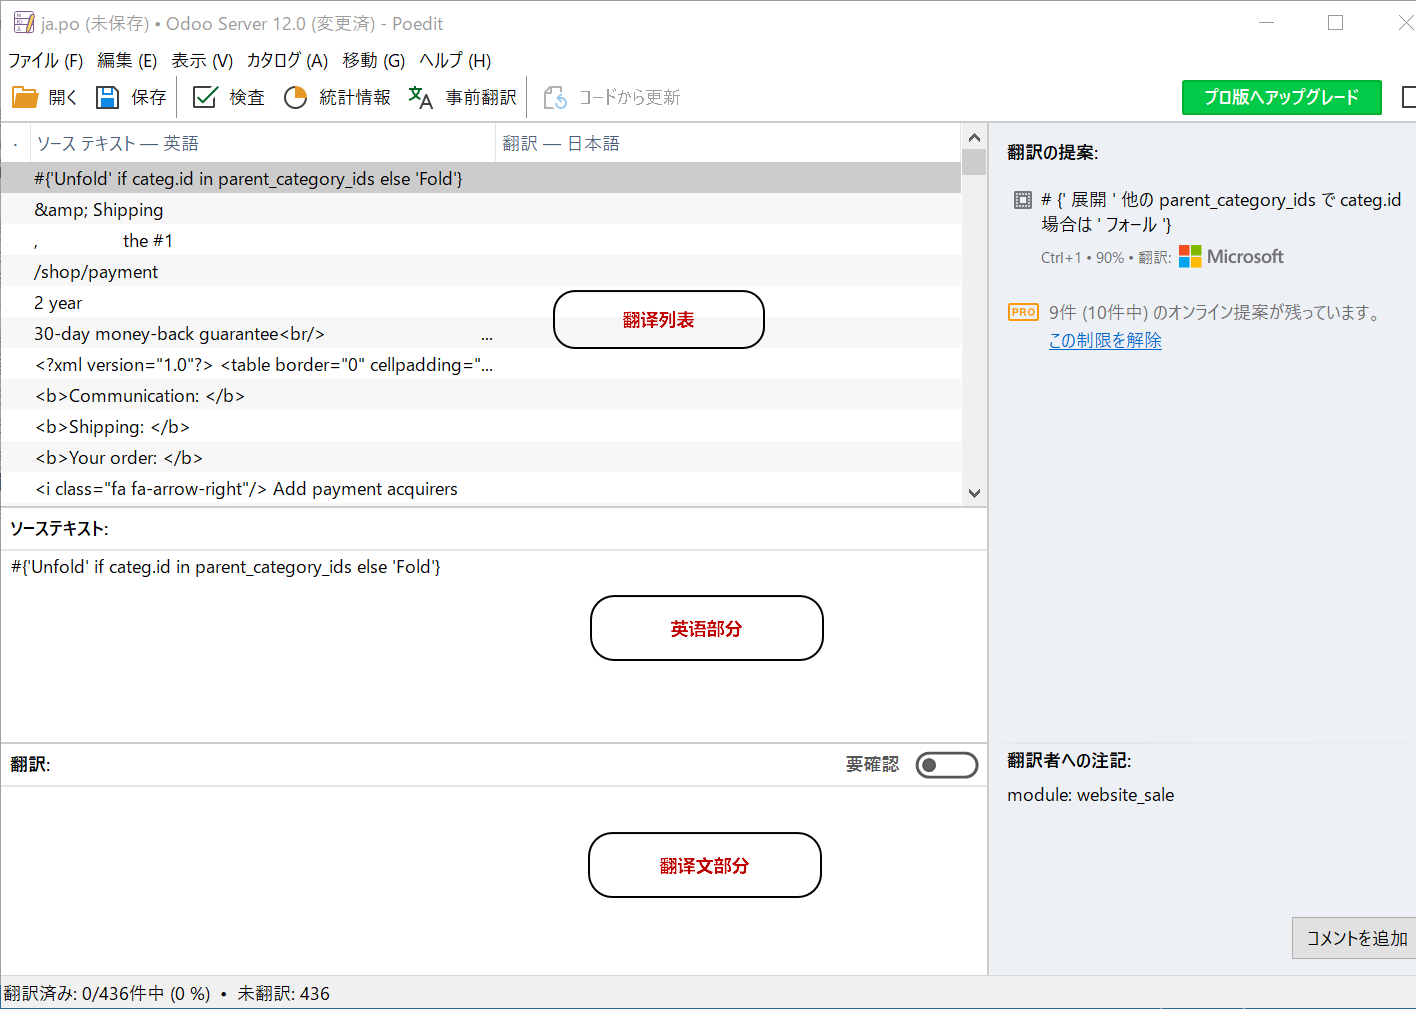 ja.po (未保存) • Odoo Server 12.0 (変更済) - Poedit
ファイル (F) 編集 (E) 表示 (V) カタログ (A) 移動 (G) ヘルプ (H)
開く 保存 検査 統計情報 事前翻訳 コードから更新 プロ版へアップグレード
. ソース テキスト — 英語 翻訳 — 日本語
#{'Unfold' if categ.id in parent_category_ids else 'Fold'}
&amp; Shipping
, the #1
/shop/payment
2 year
30-day money-back guarantee<br/> ...
<?xml version="1.0"?> <table border="0" cellpadding="...
<b>Communication: </b>
<b>Shipping: </b>
<b>Your order: </b>
<i class="fa fa-arrow-right"/> Add payment acquirers
翻译列表
ソーステキスト:
#{'Unfold' if categ.id in parent_category_ids else 'Fold'}
英语部分
翻訳: 要確認
翻译文部分
翻訳の提案:
# {' 展開 ' 他の parent_category_ids で categ.id
場合は ' フォール '}
Ctrl+1 • 90% • 翻訳: Microsoft
PRO 9件 (10件中) のオンライン提案が残っています。
この制限を解除
翻訳者への注記:
module: website_sale
コメントを追加
翻訳済み: 0/436件中 (0 %) • 未翻訳: 436